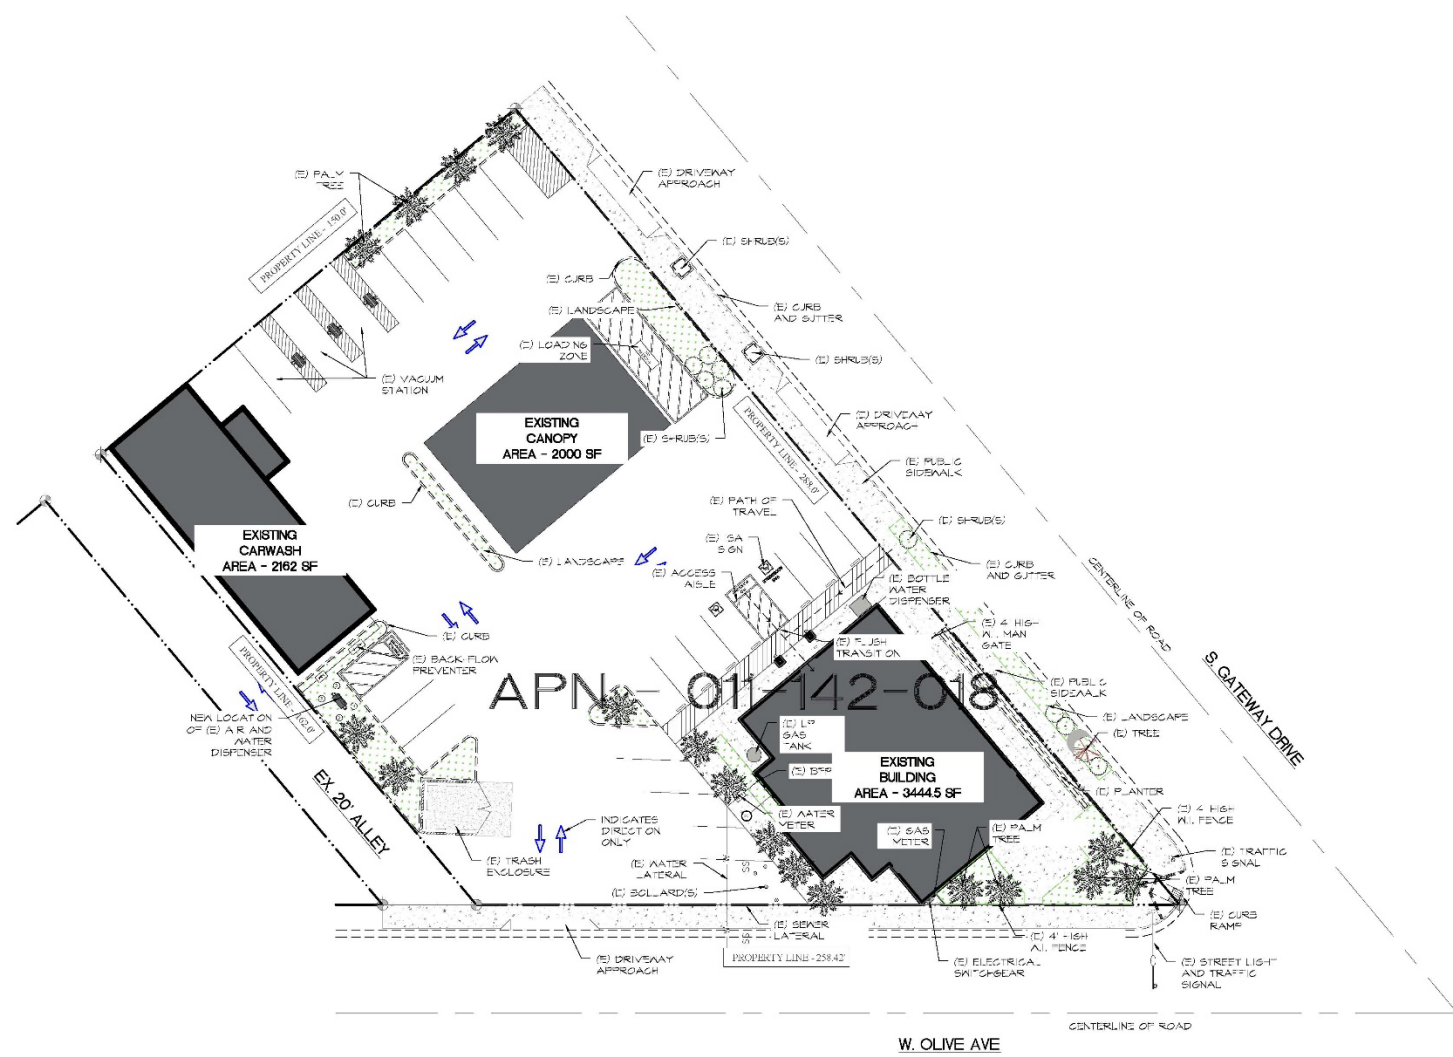 (E) PALM
TREE
PROPERTY LINE - 150.0'
(E) DRIVEWAY
APPROACH
(E) SHRUB(S)
(E) CURB
(E) LANDSCAPE
(E) CURB
AND GUTTER
(E) LOADING
ZONE
(E) SHRUB(S)
(E) VACUUM
STATION
EXISTING
CANOPY
AREA - 2000 SF
(E) SHRUB(S)
PROPERTY LINE - 288.0'
(E) DRIVEWAY
APPROACH
(E) PUBLIC
SIDEWALK
(E) CURB
(E) PATH OF
TRAVEL
(E) SHRUB(S)
EXISTING
CARWASH
AREA - 2162 SF
(E) LANDSCAPE
SIGN
(E) ACCESS
AISLE
(E) BOTTLE
WATER
DISPENSER
(E) CURB
AND GUTTER
CENTERLINE OF ROAD
(E) CURB
(E) BACK-FLOW
PREVENTER
(E) FLUSH
TRANSITION
(E) 4' HIGH
W.I. MAN
GATE
S. GATEWAY DRIVE
PROPERTY LINE - 162.0'
APN - 011-142-018
(E) PUBLIC
SIDEWALK
NEW LOCATION
OF (E) AIR AND
WATER
DISPENSER
(E) LP
GAS
TANK
(E) LANDSCAPE
(E) TREE
EXISTING
BUILDING
AREA - 3444.5 SF
EX. 20' ALLEY
(E) PLANTER
(E) WATER
METER
(E) 4' HIGH
W.I. FENCE
INDICATES
DIRECTION
ONLY
(E) GAS
METER
(E) PALM
TREE
(E) TRASH
ENCLOSURE
(E) WATER
LATERAL
SS
(E) TRAFFIC
SIGNAL
(E) BOLLARD(S)
(E) PALM
TREE
(E) SEWER
LATERAL
SS
(E) 4' HIGH
W.I. FENCE
(E) CURB
RAMP
(E) DRIVEWAY
APPROACH
PROPERTY LINE - 258.42'
(E) ELECTRICAL
SWITCHGEAR
(E) STREET LIGHT
AND TRAFFIC
SIGNAL
CENTERLINE OF ROAD
W. OLIVE AVE